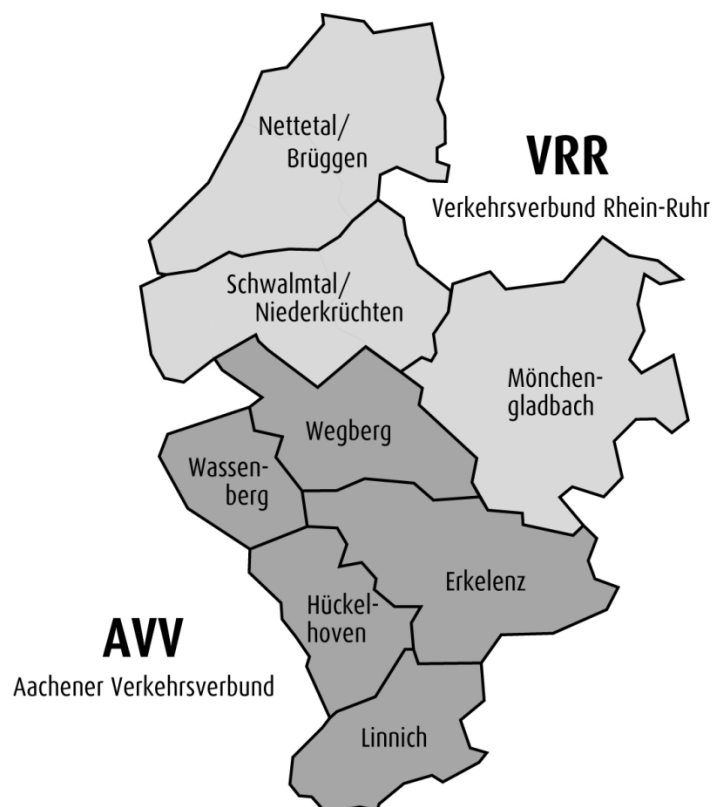 Nettetal/
Brüggen
VRR
Verkehrsverbund Rhein-Ruhr
Schwalmtal/
Niederkrüchten
Mönchen-
gladbach
Wegberg
Wassen-
berg
Erkelenz
Hückel-
hoven
AVV
Aachener Verkehrsverbund
Linnich